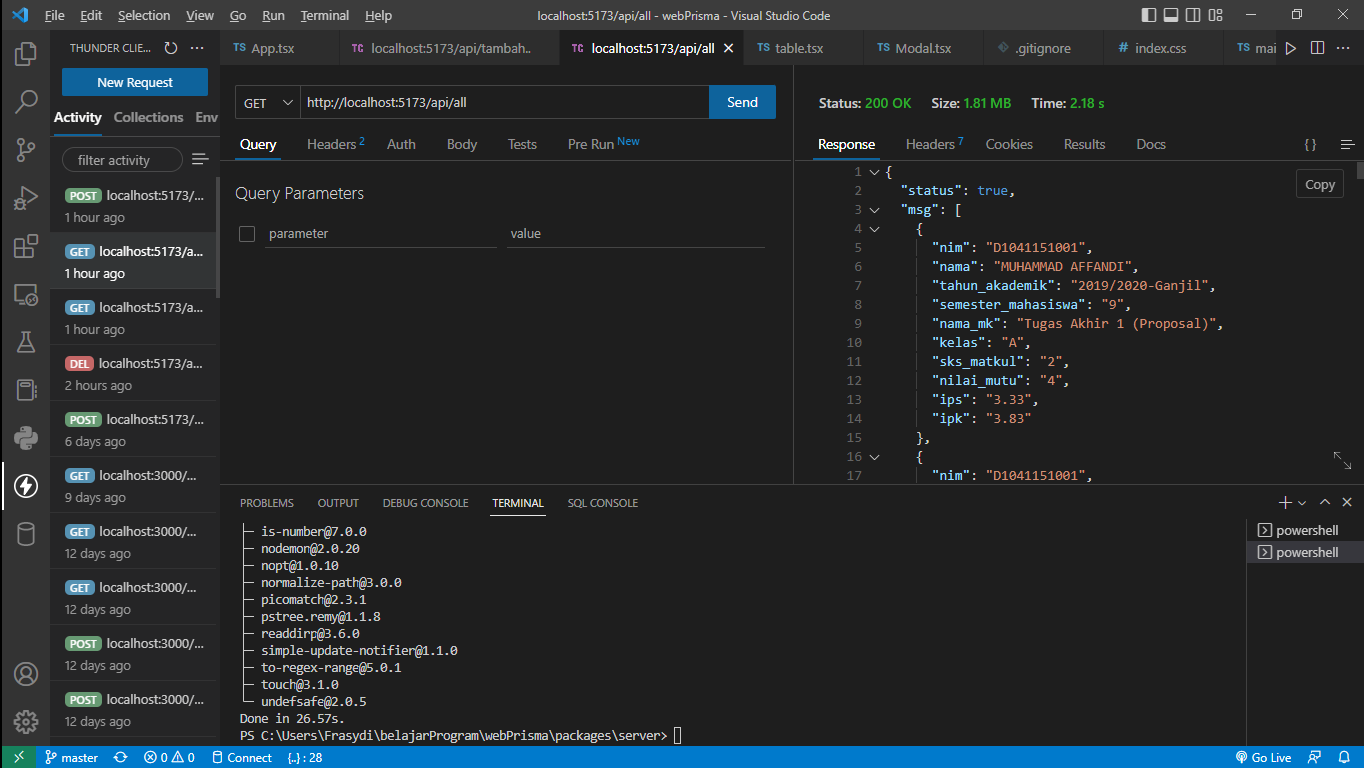 File Edit Selection View Go Run Terminal Help localhost:5173/api/all - webPrisma - Visual Studio Code
THUNDER CLIE... ···
TS App.tsx TC localhost:5173/api/tambah.. TC localhost:5173/api/all TS table.tsx TS Modal.tsx .gitignore # index.css TS mai ···
New Request
Activity Collections Env
filter activity
POST localhost:5173/...
1 hour ago
GET localhost:5173/a...
1 hour ago
GET localhost:5173/a...
1 hour ago
DEL localhost:5173/a...
2 hours ago
POST localhost:5173/...
6 days ago
GET localhost:3000/...
9 days ago
GET localhost:3000/...
12 days ago
GET localhost:3000/...
12 days ago
POST localhost:3000/...
12 days ago
POST localhost:3000/...
12 days ago
GET http://localhost:5173/api/all Send
Query Headers 2 Auth Body Tests Pre Run New
Query Parameters
parameter value
Status: 200 OK Size: 1.81 MB Time: 2.18 s
Response Headers 7 Cookies Results Docs { }
Copy
1 {
2 "status": true,
3 "msg": [
4 {
5 "nim": "D1041151001",
6 "nama": "MUHAMMAD AFFANDI",
7 "tahun_akademik": "2019/2020-Ganjil",
8 "semester_mahasiswa": "9",
9 "nama_mk": "Tugas Akhir 1 (Proposal)",
10 "kelas": "A",
11 "sks_matkul": "2",
12 "nilai_mutu": "4",
13 "ips": "3.33",
14 "ipk": "3.83"
15 },
16 {
17 "nim": "D1041151001",
PROBLEMS OUTPUT DEBUG CONSOLE TERMINAL SQL CONSOLE
├─ is-number@7.0.0
├─ nodemon@2.0.20
├─ nopt@1.0.10
├─ normalize-path@3.0.0
├─ picomatch@2.3.1
├─ pstree.remy@1.1.8
├─ readdirp@3.6.0
├─ simple-update-notifier@1.1.0
├─ to-regex-range@5.0.1
├─ touch@3.1.0
└─ undefsafe@2.0.5
Done in 26.57s.
PS C:\Users\Frasydi\belajarProgram\webPrisma\packages\server>
powershell
powershell
master 0 0 Connect {..} : 28 Go Live